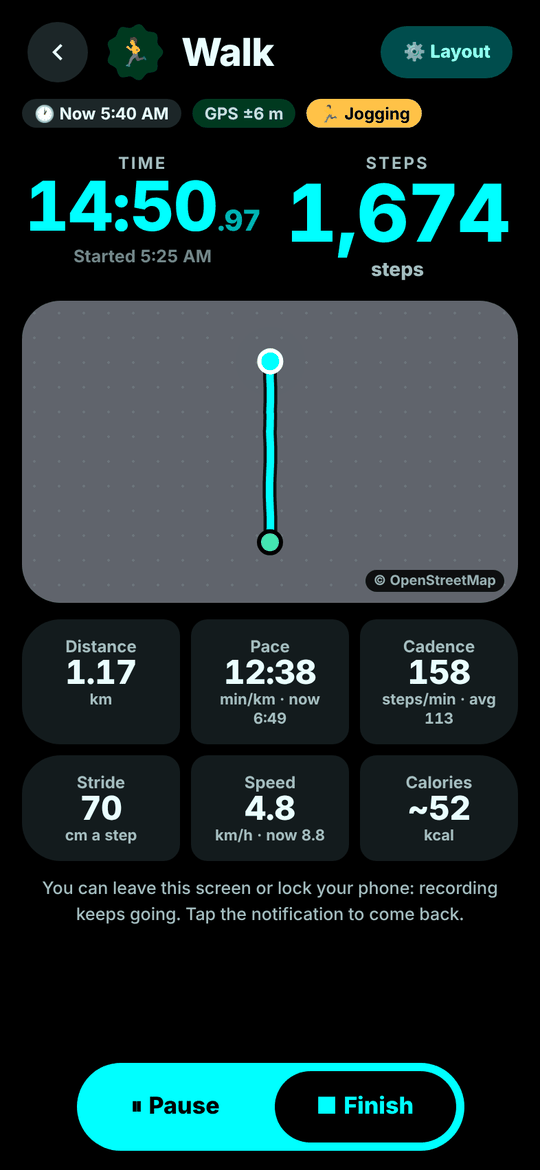 Walk
⚙️ Layout
🕐 Now 5:40 AM
GPS ±6 m
🏃 Jogging
TIME
14:50.97
Started 5:25 AM
STEPS
1,674
steps
© OpenStreetMap
Distance
1.17
km
Pace
12:38
min/km · now
6:49
Cadence
158
steps/min · avg
113
Stride
70
cm a step
Speed
4.8
km/h · now 8.8
Calories
~52
kcal
You can leave this screen or lock your phone: recording
keeps going. Tap the notification to come back.
⏸ Pause
⏹ Finish